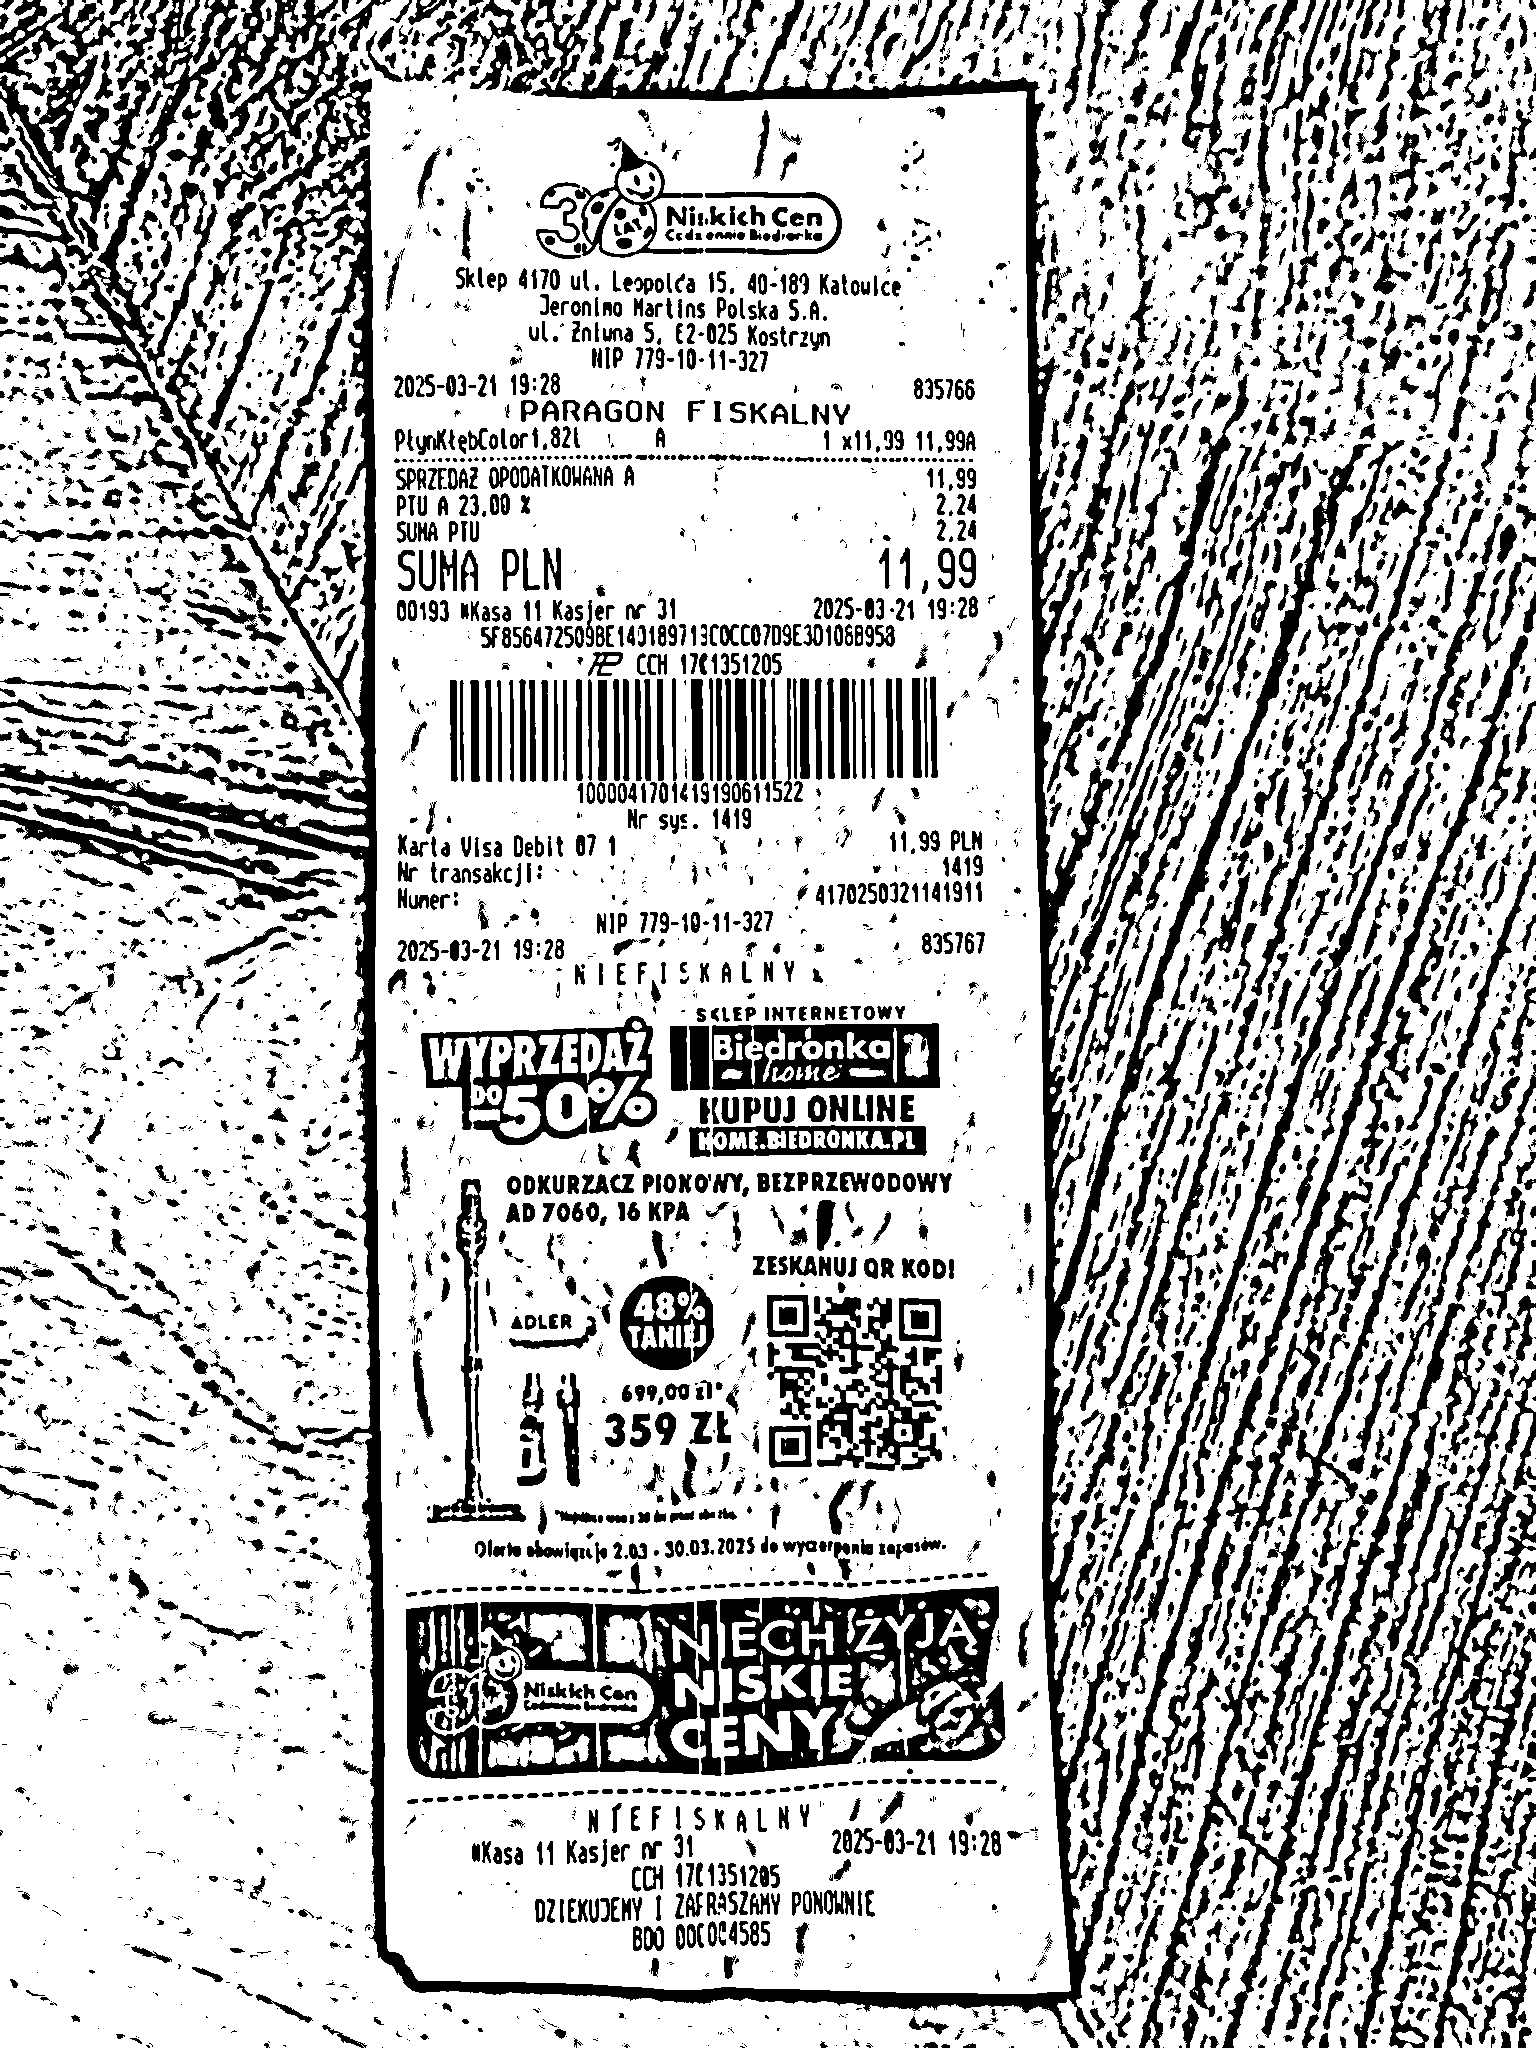 30 LAT
Niskich Cen
Codziennie Biedronka
Sklep 4170 ul. Leopolda 15, 40-189 Katowice
Jeronimo Martins Polska S.A.
ul. Żniwna 5, 62-025 Kostrzyn
NIP 779-10-11-327
2025-03-21 19:28 835766
PARAGON FISKALNY
PłynKłębColor1,82l A 1 x11,99 11,99A
SPRZEDAŻ OPODATKOWANA A 11,99
PTU A 23,00 % 2,24
SUMA PTU 2,24
SUMA PLN 11,99
00193 #Kasa 11 Kasjer nr 31 2025-03-21 19:28
CCH 1701351205
1000041701419190611522
Nr sys. 1419
Karta Visa Debit 07 1 11,99 PLN
Nr transakcji: 1419
Numer: 4170250321141911
NIP 779-10-11-327
2025-03-21 19:28 835767
NIEFISKALNY
WYPRZEDAŻ
DO -50%
SKLEP INTERNETOWY
Biedronka
home
KUPUJ ONLINE
HOME.BIEDRONKA.PL
ODKURZACZ PIONOWY, BEZPRZEWODOWY
AD 7060, 16 KPA
ZESKANUJ QR KOD!
ADLER
48%
TANIEJ
699,00 zł*
359 ZŁ
Oferta obowiązuje 2.03 - 30.03.2025 do wyczerpania zapasów.
NIECH ŻYJĄ
NISKIE
CENY
Niskich Cen
Codziennie Biedronka
NIEFISKALNY
#Kasa 11 Kasjer nr 31 2025-03-21 19:28
CCH 1701351205
DZIEKUJEMY I ZAPRASZAMY PONOWNIE
BDO 000004585